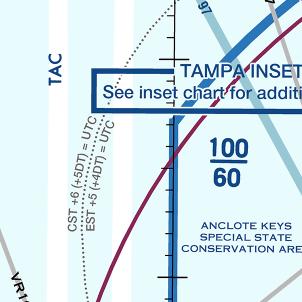 97
TAC
TAMPA INSET
See inset chart for additi
CST +6 (+5DT) = UTC
EST +5 (+4DT) = UTC
100
60
ANCLOTE KEYS
SPECIAL STATE
CONSERVATION ARE